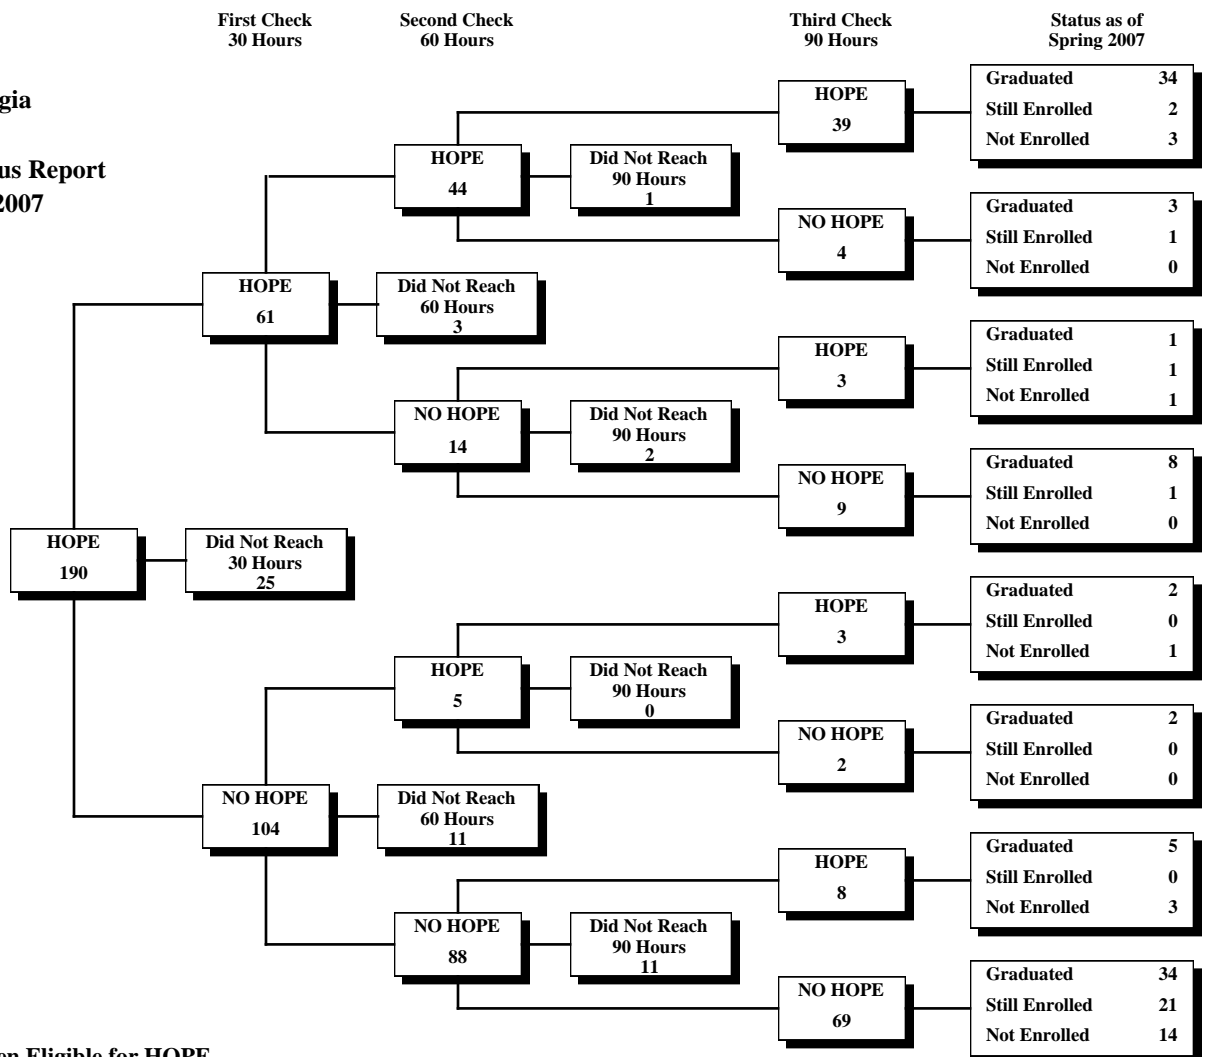 First Check
30 Hours
Second Check
60 Hours
Third Check
90 Hours
Status as of
Spring 2007
gia
us Report
2007
HOPE
39
Graduated 34
Still Enrolled 2
Not Enrolled 3
HOPE
44
Did Not Reach
90 Hours
1
NO HOPE
4
Graduated 3
Still Enrolled 1
Not Enrolled 0
HOPE
61
Did Not Reach
60 Hours
3
HOPE
3
Graduated 1
Still Enrolled 1
Not Enrolled 1
NO HOPE
14
Did Not Reach
90 Hours
2
NO HOPE
9
Graduated 8
Still Enrolled 1
Not Enrolled 0
HOPE
190
Did Not Reach
30 Hours
25
HOPE
3
Graduated 2
Still Enrolled 0
Not Enrolled 1
HOPE
5
Did Not Reach
90 Hours
0
NO HOPE
2
Graduated 2
Still Enrolled 0
Not Enrolled 0
NO HOPE
104
Did Not Reach
60 Hours
11
HOPE
8
Graduated 5
Still Enrolled 0
Not Enrolled 3
NO HOPE
88
Did Not Reach
90 Hours
11
NO HOPE
69
Graduated 34
Still Enrolled 21
Not Enrolled 14
en Eligible for HOPE